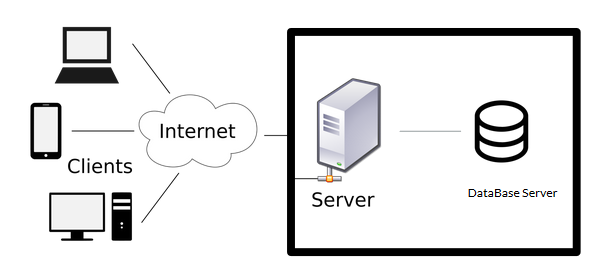 Internet
Clients
Server
DataBase Server